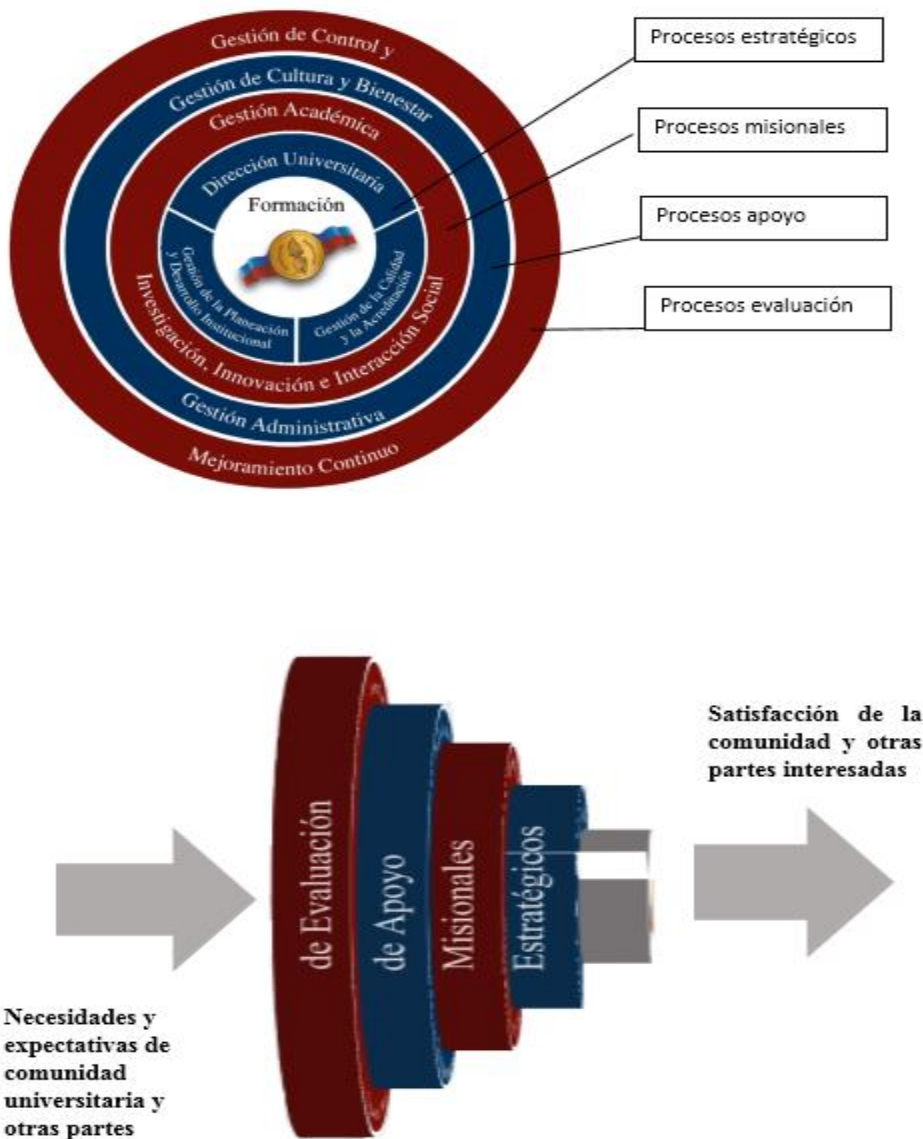 Gestión de Control y
Gestión de Cultura y Bienestar
Gestión Académica
Dirección Universitaria
Formación
Gestión de la Planeación
y Desarrollo Institucional
Gestión de la Calidad
y la Acreditación
Investigación, Innovación e Interacción Social
Gestión Administrativa
Mejoramiento Continuo
Procesos estratégicos
Procesos misionales
Procesos apoyo
Procesos evaluación
Necesidades y
expectativas de
comunidad
universitaria y
otras partes
de Evaluación
de Apoyo
Misionales
Estratégicos
Satisfacción de la
comunidad y otras
partes interesadas